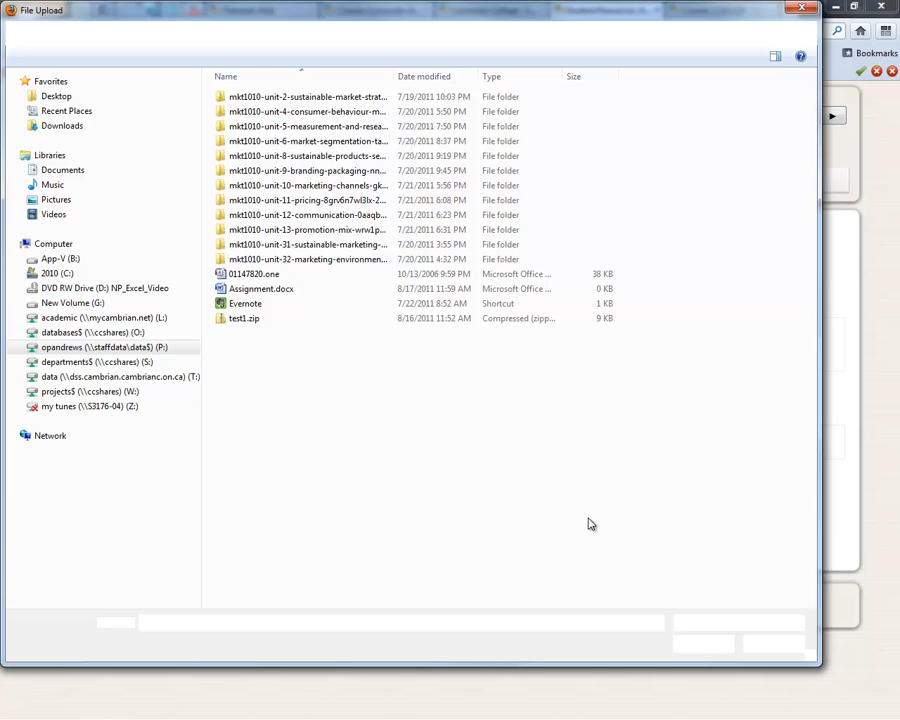 File Upload
Bookmarks
Name Date modified Type Size
Favorites
Desktop
Recent Places
Downloads
Libraries
Documents
Music
Pictures
Videos
Computer
App-V (B:)
2010 (C:)
DVD RW Drive (D:) NP_Excel_Video
New Volume (G:)
academic (\\mycambrian.net) (L:)
databases$ (\\ccshares) (O:)
opandrews (\\staffdata\data$) (P:)
departments$ (\\ccshares) (S:)
data (\\dss.cambrian.cambrianc.on.ca) (T:)
projects$ (\\ccshares) (W:)
my tunes (\\S3176-04) (Z:)
Network
mkt1010-unit-2-sustainable-market-strat... 7/19/2011 10:03 PM File folder
mkt1010-unit-4-consumer-behaviour-m... 7/20/2011 5:50 PM File folder
mkt1010-unit-5-measurement-and-resea... 7/20/2011 7:50 PM File folder
mkt1010-unit-6-market-segmentation-ta... 7/20/2011 8:37 PM File folder
mkt1010-unit-8-sustainable-products-se... 7/20/2011 9:19 PM File folder
mkt1010-unit-9-branding-packaging-nn... 7/20/2011 9:45 PM File folder
mkt1010-unit-10-marketing-channels-gk... 7/21/2011 5:56 PM File folder
mkt1010-unit-11-pricing-8grv6n7wl3lx-2... 7/21/2011 6:08 PM File folder
mkt1010-unit-12-communication-0aaqb... 7/21/2011 6:23 PM File folder
mkt1010-unit-13-promotion-mix-wrw1p... 7/21/2011 6:31 PM File folder
mkt1010-unit-31-sustainable-marketing-... 7/20/2011 3:55 PM File folder
mkt1010-unit-32-marketing-environmen... 7/20/2011 4:32 PM File folder
01147820.one 10/13/2006 9:59 PM Microsoft Office ... 38 KB
Assignment.docx 8/17/2011 11:59 AM Microsoft Office ... 0 KB
Evernote 7/22/2011 8:52 AM Shortcut 1 KB
test1.zip 8/16/2011 11:52 AM Compressed (zipp... 9 KB